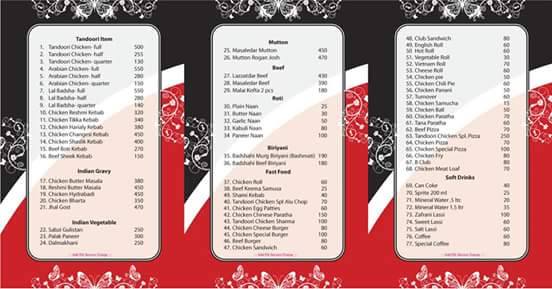 Tandoori Item
1. Tandoori Chicken- full 500
2. Tandoori Chicken- half 255
3. Tandoori Chicken- quarter 130
4. Arabian Chicken- full 550
5. Arabian Chicken- half 280
6. Arabian Chicken- quarter 150
7. Lal Badsha- full
8. Lal Badsha- half 280
9. Lal Badsha- quarter 140
10. Chicken Reshmi Kebab 320
11. Chicken Tikka Kebab 340
12. Chicken Hariyaly Kebab 380
13. Chicken Changezi Kebab 450
14. Chicken Shaslik Kebab 400
15. Beef Boti Kebab 270
16. Beef Sheek Kebab 190
Indian Gravy
17. Chicken Butter Masala 380
18. Reshmi Butter Masala 450
19. Chicken Hydrabadi 450
20. Chicken Bharta 350
21. Jhal Gost 470
Indian Vegetable
22. Sabzi Gulistan 250
23. Palak Paneer 300
24. Dalmakhani 250
Mutton
25. Masaledar Mutton 450
26. Mutton Rogan Josh 470
Beef
27. Lazzatdar Beef 430
28. Masaledar Beef 390
29. Malai Kofta 2 pcs 180
Roti
30. Plain Naan 25
31. Butter Naan 30
32. Garlic Naan 50
33. Kabuli Naan 80
34. Paneer Naan 100
Biriyani
35. Badshahi Murg Biriyani (Bashmati) 190
36. Badshahi Beef Biriyani 180
Fast Food
37. Chicken Roll 60
38. Beef Keema Samusa 25
39. Shami Kebab 40
40. Tandoori Chicken Spl Alu Chop 70
41. Chicken Egg Patties 60
42. Chicken Chinese Paratha 150
43. Tandoori Chicken Sharma 90
44. Chicken Cheese Burger 80
45. Chicken Special Burger 100
46. Beef Burger 80
47. Chicken Sandwich 60
48. Club Sandwich 80
49. English Roll 60
50. Hot Roll 60
51. Vegetable Roll 30
52. Vietnam Roll 70
53. Cheese Roll 60
54. Chicken pie 50
55. Chicken Chili Pie 60
56. Chicken Panani 50
57. Turnover 60
58. Chicken Samucha 15
59. Chicken Ball 50
60. Chicken Paratha 70
61. Tana Paratha 70
62. Beef Pizza 70
63. Tandoori Chicken Spl. Pizza 250
64. Chicken Pizza 70
65. Chicken Special Pizza 100
66. Chicken Fry 80
67. B Club 80
68. Chicken Meat Loaf 70
Soft Drinks
69. Can Coke 40
70. Sprite 200 ml 25
71. Mineral Water .5 ltr 20
72. Mineral Water 1.5 ltr 35
73. Zafrani Lassi 100
74. Sweet Lassi 60
75. Salt Lassi 50
76. Coffee 60
77. Special Coffee 80